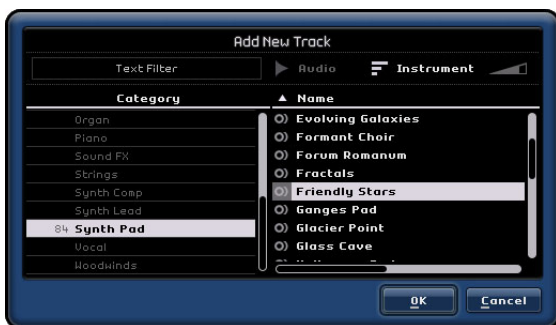 Add New Track
Text Filter
Audio
Instrument
Category
Name
Organ
Piano
Sound FX
Strings
Synth Comp
Synth Lead
84 Synth Pad
Vocal
Woodwinds
Evolving Galaxies
Formant Choir
Forum Romanum
Fractals
Friendly Stars
Ganges Pad
Glacier Point
Glass Cave
OK
Cancel